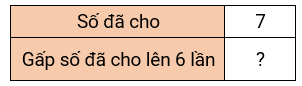 Số đã cho 7
Gấp số đã cho lên 6 lần ?